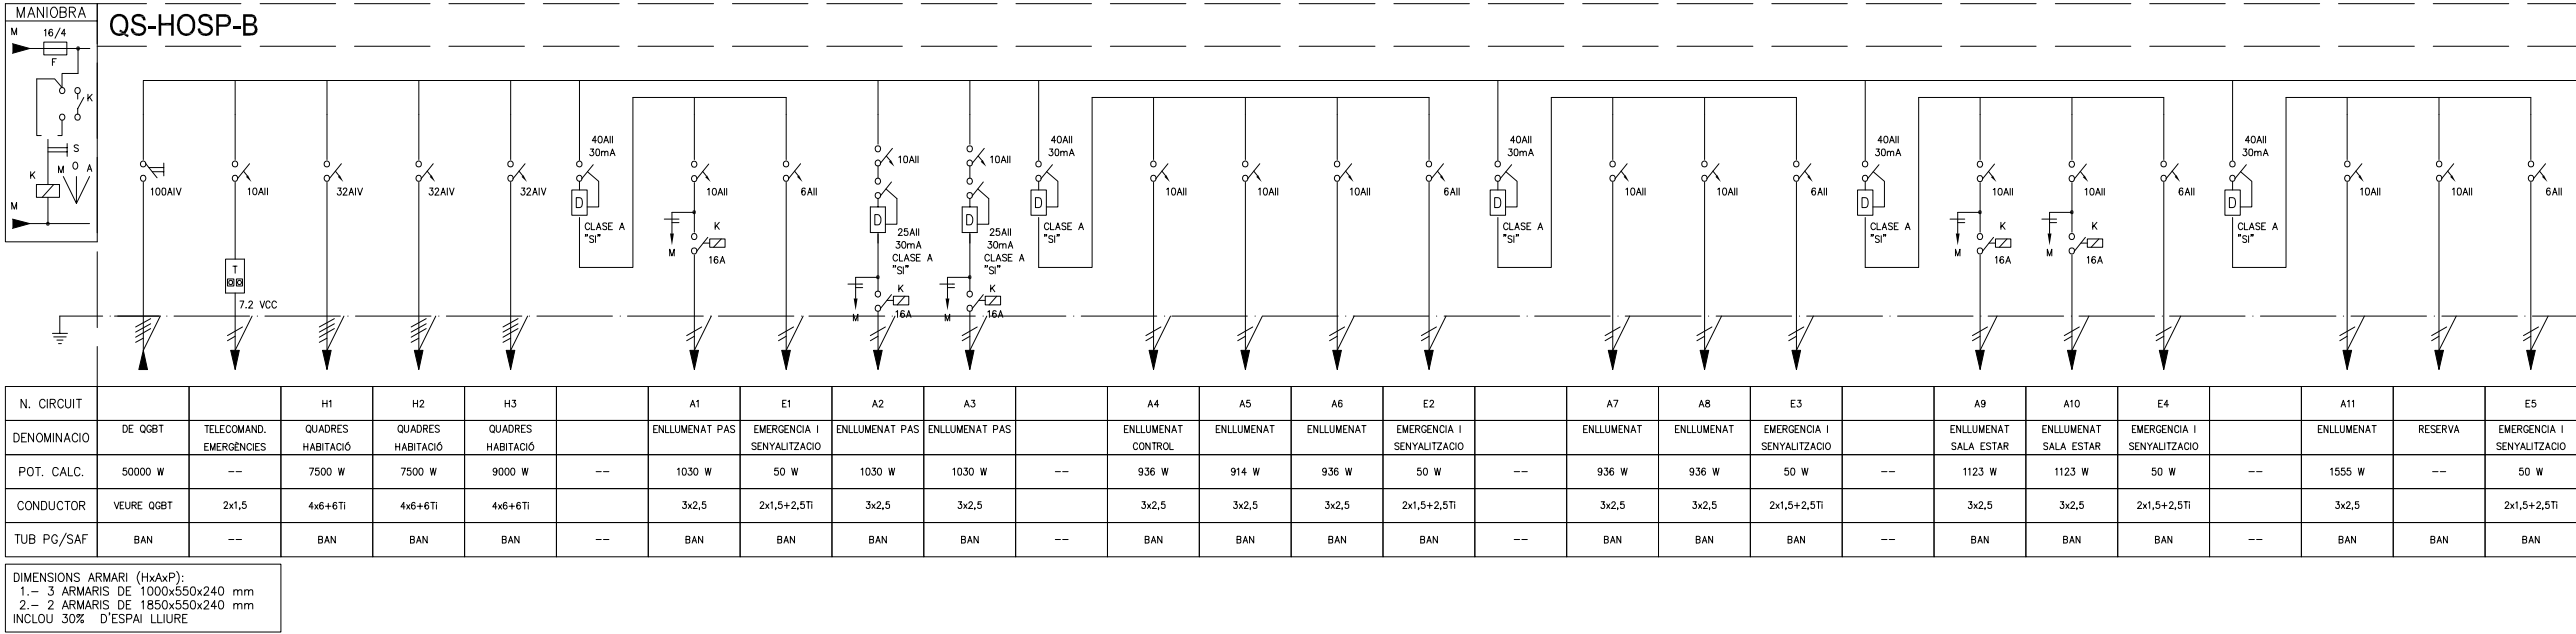 MANIOBRA
QS-HOSP-B
M
16/4
F
K
S
M O A
K
M
100AIV
10AII
T
7.2 VCC
32AIV
32AIV
32AIV
40AII
30mA
D
CLASE A
"SI"
10AII
M
K
16A
6AII
10AII
D
25AII
30mA
CLASE A
"SI"
K
M
16A
10AII
D
25AII
30mA
CLASE A
"SI"
K
M
16A
40AII
30mA
D
CLASE A
"SI"
10AII
10AII
10AII
6AII
40AII
30mA
D
CLASE A
"SI"
10AII
10AII
6AII
40AII
30mA
D
CLASE A
"SI"
10AII
M
K
16A
10AII
M
K
16A
6AII
40AII
30mA
D
CLASE A
"SI"
10AII
10AII
6AII
N. CIRCUIT H1 H2 H3 A1 E1 A2 A3 A4 A5 A6 E2 A7 A8 E3 A9 A10 E4 A11 E5
DENOMINACIO DE QGBT TELECOMAND. QUADRES QUADRES QUADRES ENLLUMENAT PAS EMERGENCIA I ENLLUMENAT PAS ENLLUMENAT PAS ENLLUMENAT ENLLUMENAT ENLLUMENAT EMERGENCIA I ENLLUMENAT ENLLUMENAT EMERGENCIA I ENLLUMENAT ENLLUMENAT EMERGENCIA I ENLLUMENAT RESERVA EMERGENCIA I
EMERGÈNCIES HABITACIÓ HABITACIÓ HABITACIÓ SENYALITZACIO CONTROL SENYALITZACIO SENYALITZACIO SALA ESTAR SALA ESTAR SENYALITZACIO SENYALITZACIO
POT. CALC. 50000 W -- 7500 W 7500 W 9000 W -- 1030 W 50 W 1030 W 1030 W -- 936 W 914 W 936 W 50 W -- 936 W 936 W 50 W -- 1123 W 1123 W 50 W -- 1555 W -- 50 W
CONDUCTOR VEURE QGBT 2x1,5 4x6+6Ti 4x6+6Ti 4x6+6Ti 3x2,5 2x1,5+2,5Ti 3x2,5 3x2,5 3x2,5 3x2,5 3x2,5 2x1,5+2,5Ti 3x2,5 3x2,5 2x1,5+2,5Ti 3x2,5 3x2,5 2x1,5+2,5Ti 3x2,5 2x1,5+2,5Ti
TUB PG/SAF BAN -- BAN BAN BAN -- BAN BAN BAN BAN -- BAN BAN BAN BAN -- BAN BAN BAN -- BAN BAN BAN -- BAN BAN BAN
DIMENSIONS ARMARI (HxAxP):
1.- 3 ARMARIS DE 1000x550x240 mm
2.- 2 ARMARIS DE 1850x550x240 mm
INCLOU 30% D'ESPAI LLIURE